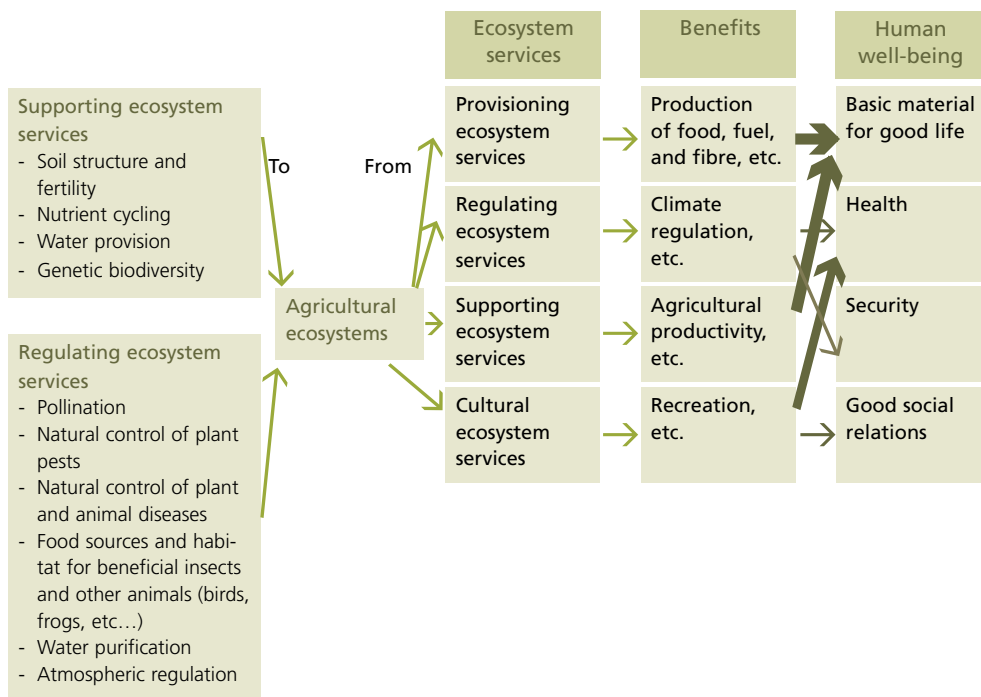 Ecosystem
services
Benefits
Human
well-being
Supporting ecosystem
services
- Soil structure and
fertility
- Nutrient cycling
- Water provision
- Genetic biodiversity
Regulating ecosystem
services
- Pollination
- Natural control of plant
pests
- Natural control of plant
and animal diseases
- Food sources and habi-
tat for beneficial insects
and other animals (birds,
frogs, etc...)
- Water purification
- Atmospheric regulation
To
From
Agricultural
ecosystems
Provisioning
ecosystem
services
Production
of food, fuel,
and fibre, etc.
Basic material
for good life
Regulating
ecosystem
services
Climate
regulation,
etc.
Health
Supporting
ecosystem
services
Agricultural
productivity,
etc.
Security
Cultural
ecosystem
services
Recreation,
etc.
Good social
relations